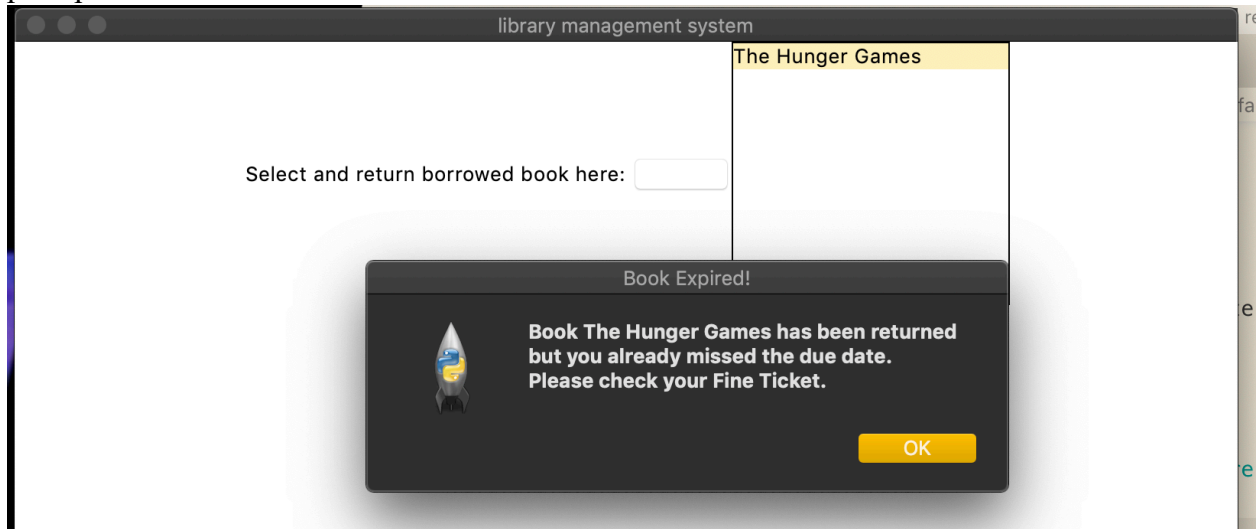 library management system
The Hunger Games
Select and return borrowed book here:
Book Expired!
Book The Hunger Games has been returned
but you already missed the due date.
Please check your Fine Ticket.
OK